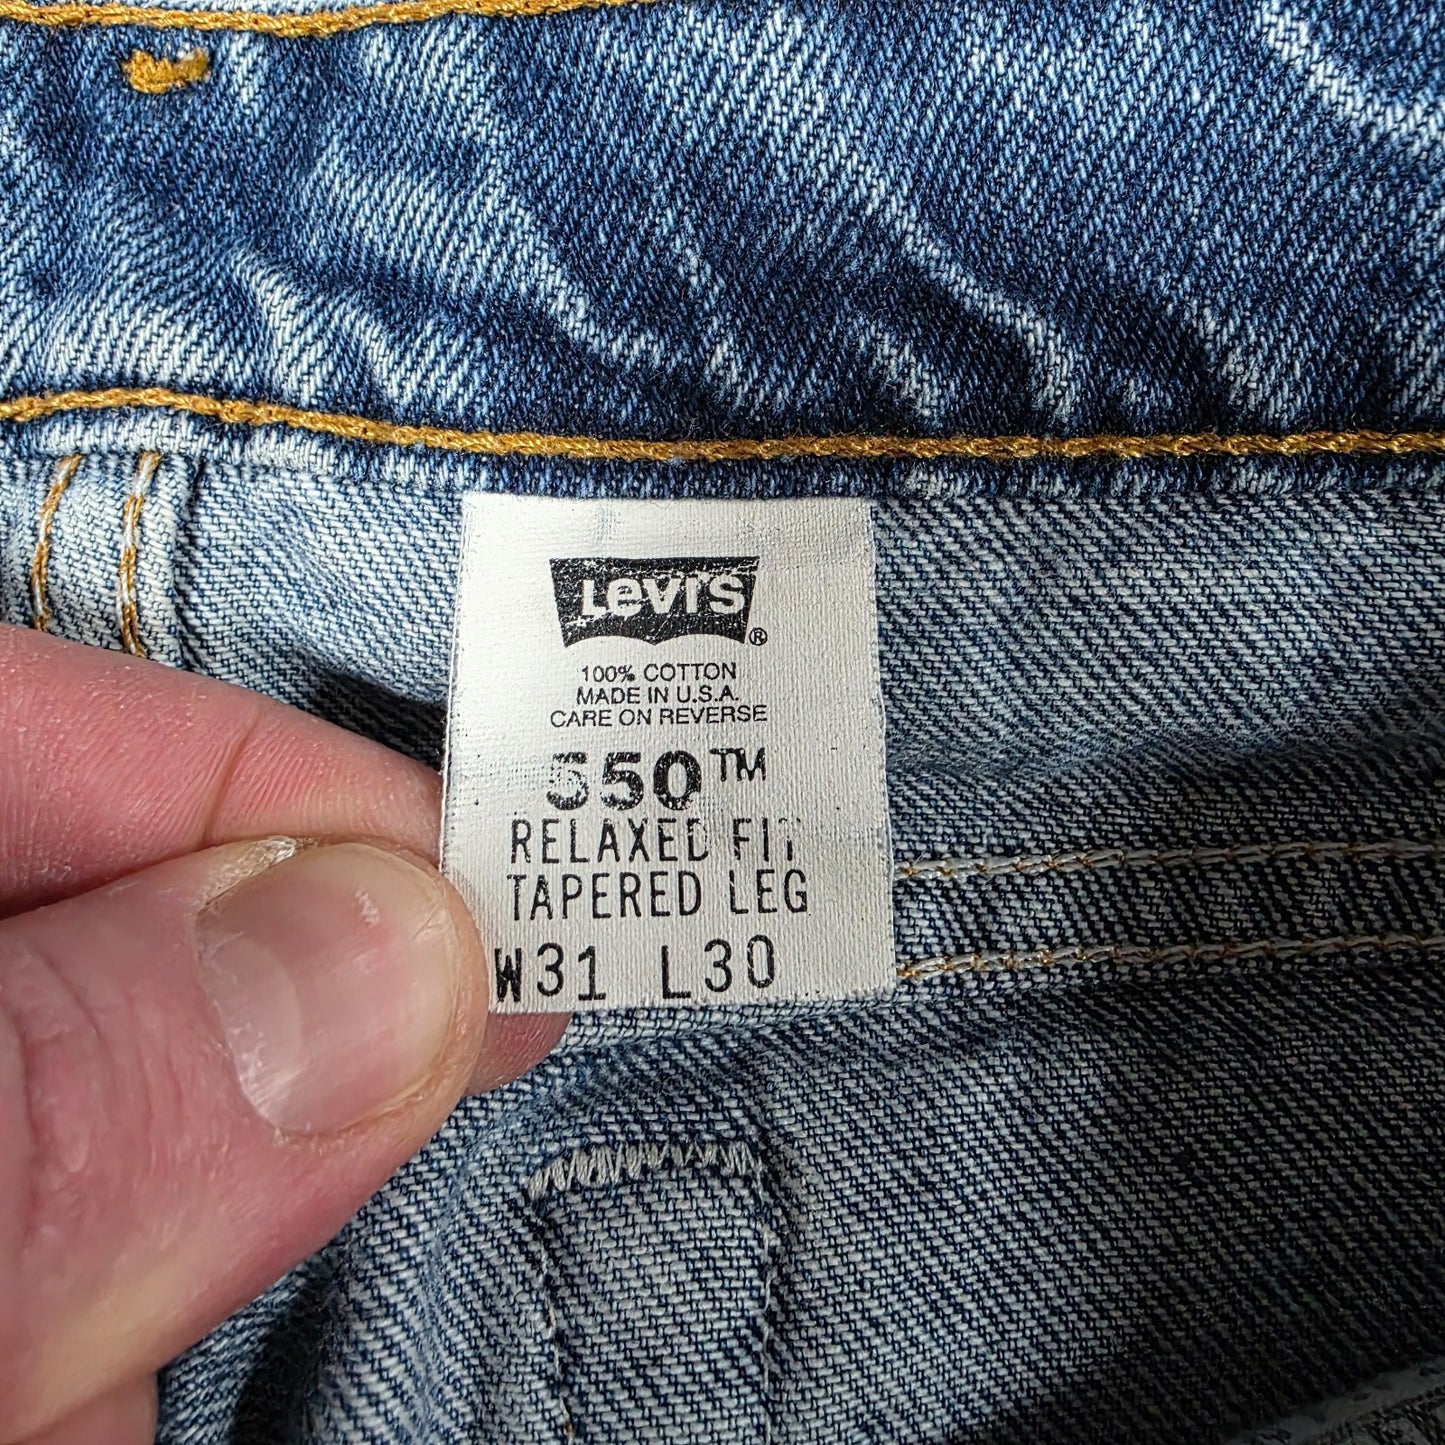 Levi's®
100% COTTON
MADE IN U.S.A.
CARE ON REVERSE
550™
RELAXED FIT
TAPERED LEG
W31 L30